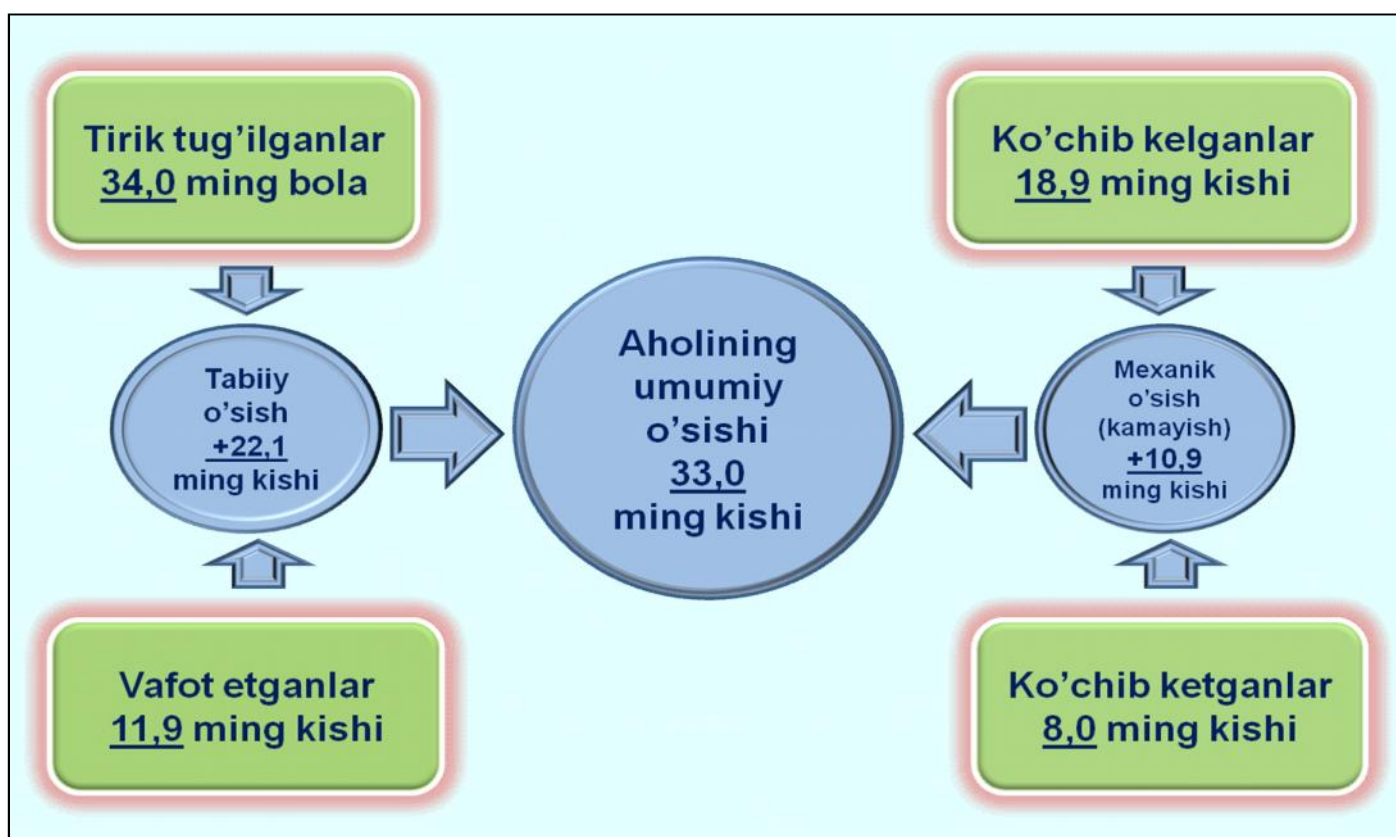 Tirik tug’ilganlar
34,0 ming bola
Ko’chib kelganlar
18,9 ming kishi
Tabiiy
o’sish
+22,1
ming kishi
Aholining
umumiy
o’sishi
33,0
ming kishi
Mexanik
o’sish
(kamayish)
+10,9
ming kishi
Vafot etganlar
11,9 ming kishi
Ko’chib ketganlar
8,0 ming kishi